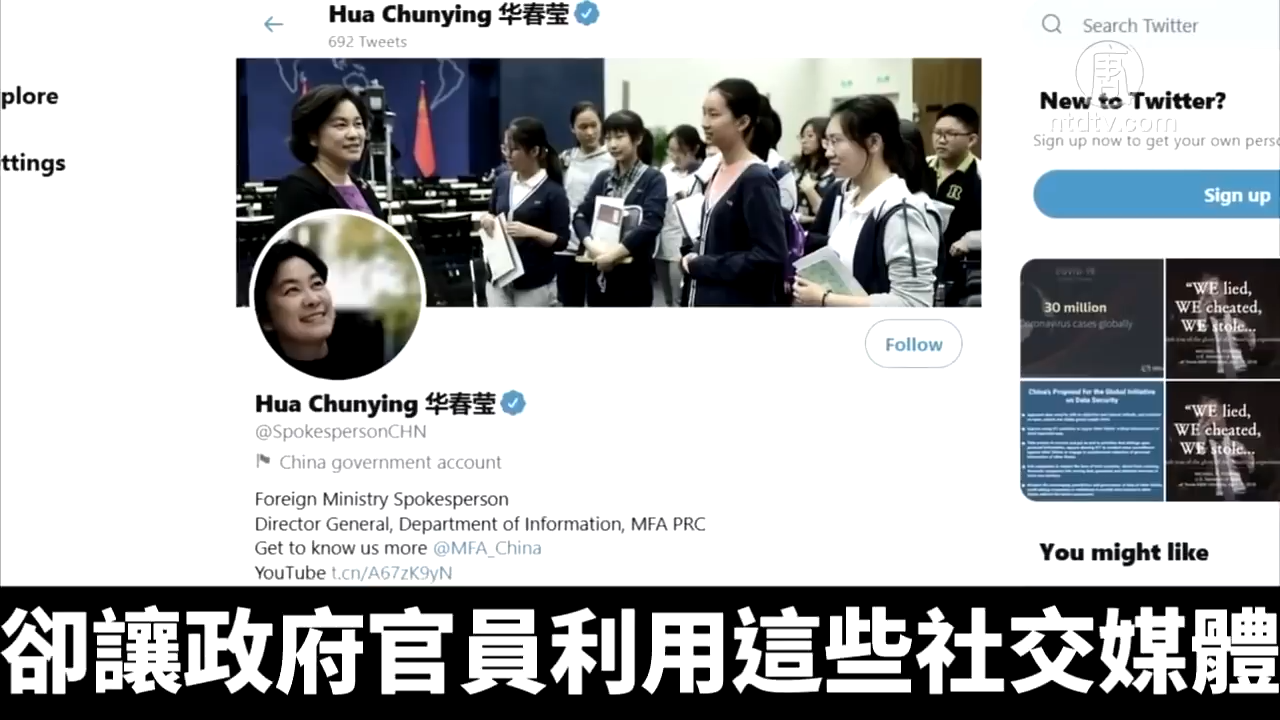 Hua Chunying 华春莹
692 Tweets
Search Twitter
plore
ttings
New to Twitter?
Sign up now to get your own perso
Sign up
唐
ntdtv.com
Follow
Hua Chunying 华春莹
@SpokespersonCHN
China government account
Foreign Ministry Spokesperson
Director General, Department of Information, MFA PRC
Get to know us more @MFA_China
YouTube t.cn/A67zK9yN
COVID-19
30 million
Coronavirus cases globally
“WE lied,
WE cheated,
WE stole...
China's Proposal for the Global Initiative
on Data Security
“WE lied,
WE cheated,
WE stole...
You might like
卻讓政府官員利用這些社交媒體